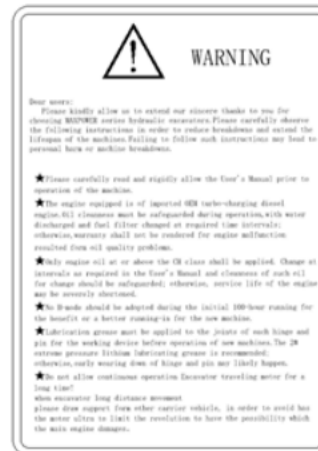 WARNING
Dear users:
Please kindly allow us to extend our sincere thanks to you for
choosing MAXPOWER series hydraulic excavators.Please carefully observe
the following instructions in order to reduce breakdowns and extend the
lifespan of the machines.Failing to follow such instructions may lead to
personal harm or machine breakdowns.
★Please carefully read and rigidly allow the User's Manual prior to
operation of the machine.
★The engine equipped is of imported OEM turbo-charging diesel
engine.Oil cleanness must be safeguarded during operation,with water
discharged and fuel filter changed at required time intervals;
otherwise,warranty shall not be rendered for engine malfunction
resulted form oil quality problems.
★Only engine oil at or above the CH class shall be applied. Change at
intervals as required in the User's Manual and cleanness of such oil
for change should be safeguarded; otherwise, service life of the engine
may be severely shortened.
★No H-mode should be adopted during the initial 100-hour running for
the benefit or a better running-in for the new machine.
★Lubrication grease must be applied to the joints of each hinge and
pin for the working device before operation of new machines.The 2#
extreme pressure lithium lubricating grease is recommended;
otherwise,early wearing down of hinges and pin may likely happen.
★Do not allow continuous operation Excavator traveling motor for a
long time?
when excavator long distance movement
please draw support form other carrier vehicle, in order to avoid has
the motor ultra to limit the revolution to have the possibility which
the main engine damages.